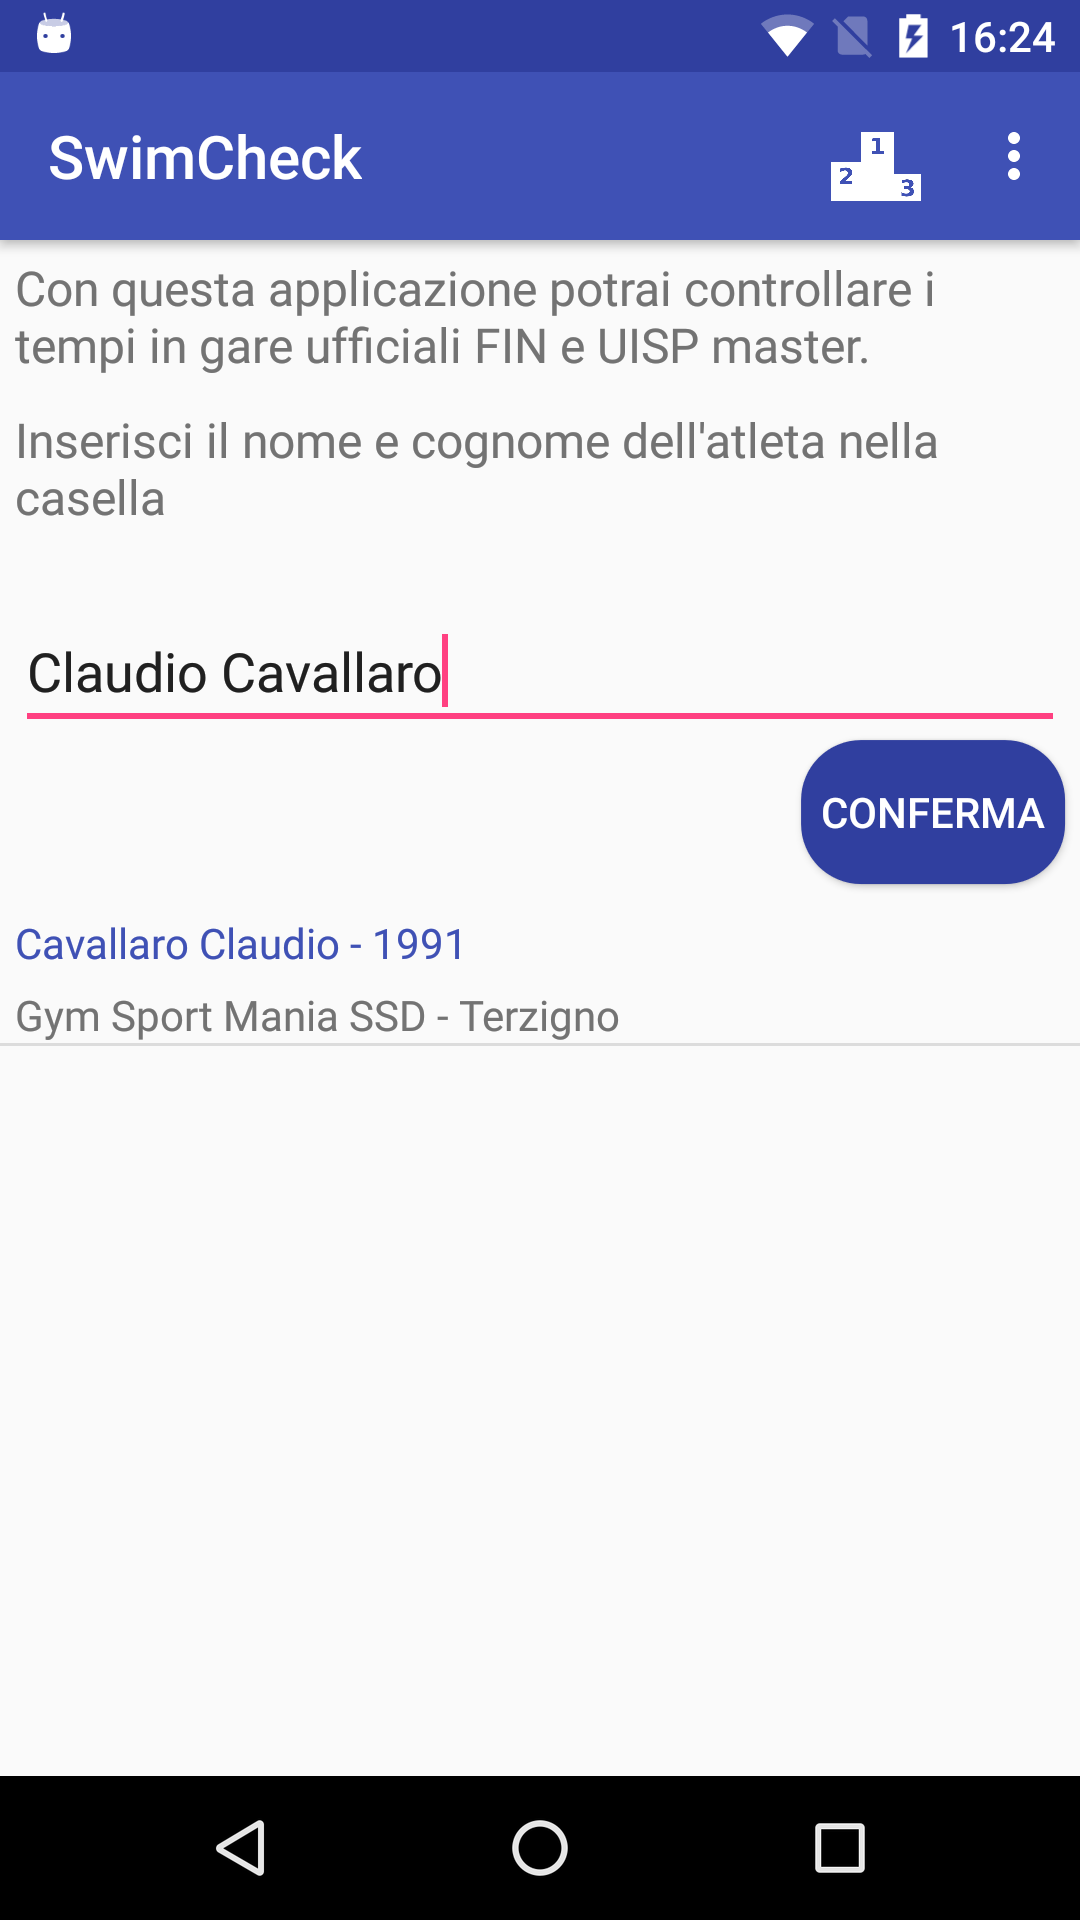 16:24
SwimCheck
1
2
3
Con questa applicazione potrai controllare i
tempi in gare ufficiali FIN e UISP master.
Inserisci il nome e cognome dell'atleta nella
casella
Claudio Cavallaro
CONFERMA
Cavallaro Claudio - 1991
Gym Sport Mania SSD - Terzigno